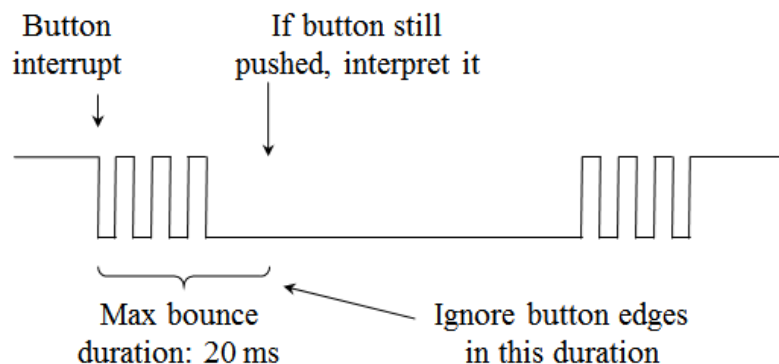 Button
interrupt
If button still
pushed, interpret it
Max bounce
duration: 20 ms
Ignore button edges
in this duration